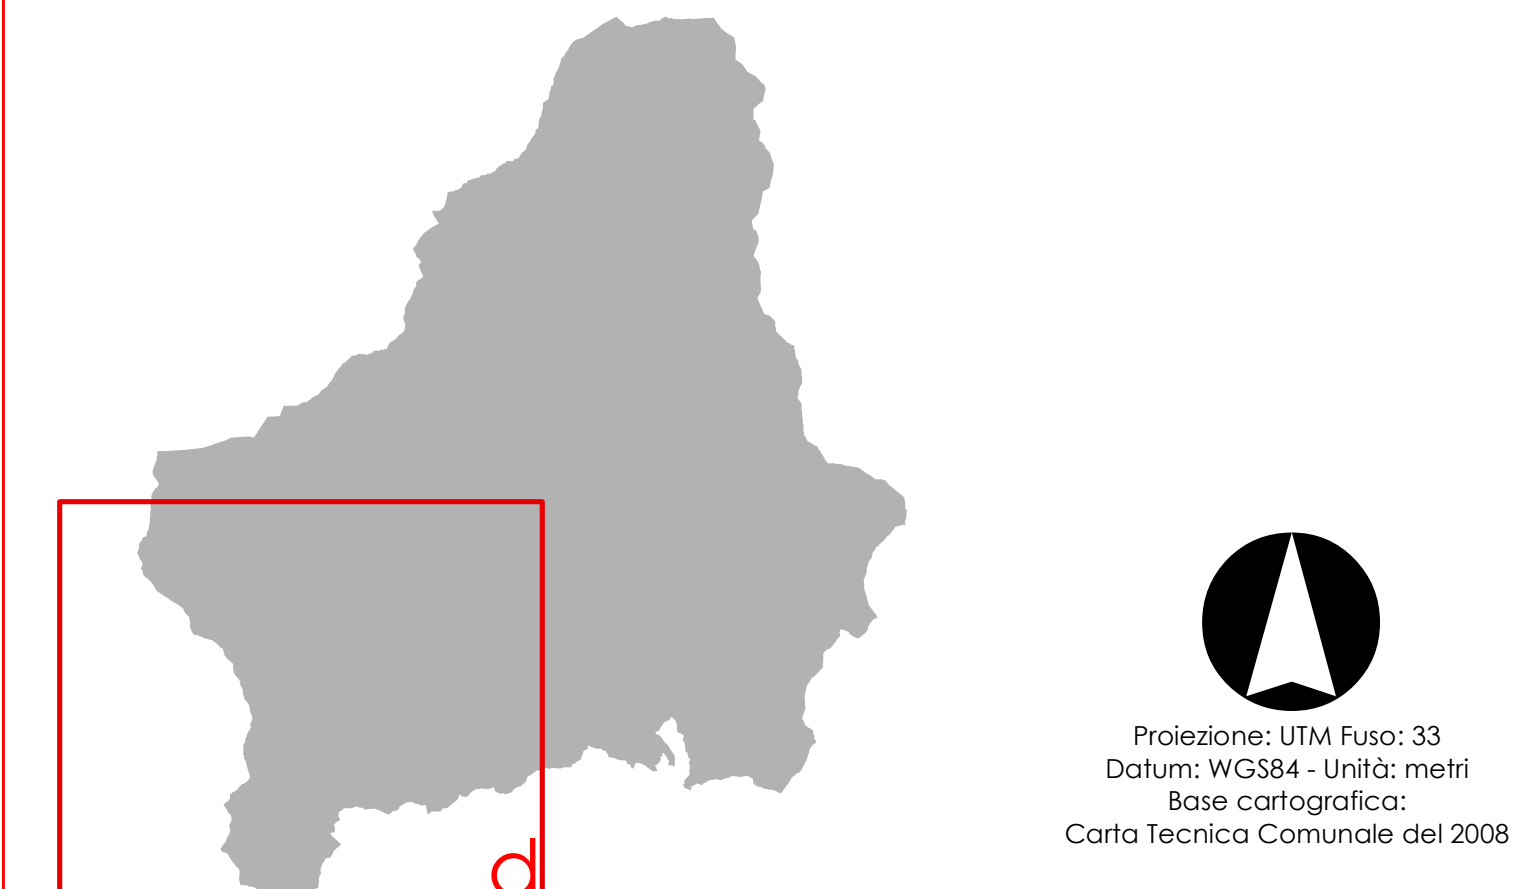 d
Proiezione: UTM Fuso: 33
Datum: WGS84 - Unità: metri
Base cartografica:
Carta Tecnica Comunale del 2008